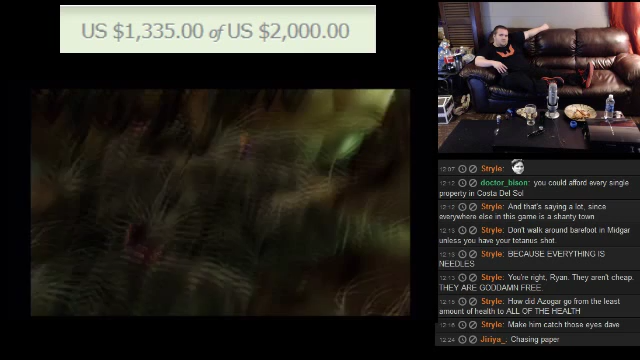 US $1,335.00 of US $2,000.00
12:07 Stryle:
12:12 doctor_bison: you could afford every single
property in Costa Del Sol
12:12 Stryle: And that's saying a lot, since
everywhere else in this game is a shanty town
12:13 Stryle: Don't walk around barefoot in Midgar
unless you have your tetanus shot.
12:13 Stryle: BECAUSE EVERYTHING IS
NEEDLES
12:13 Stryle: You're right, Ryan. They aren't cheap.
THEY ARE GODDAMN FREE.
12:15 Stryle: How did Azogar go from the least
amount of health to ALL OF THE HEALTH
12:16 Stryle: Make him catch those eyes dave
12:24 Jiriya_: Chasing paper